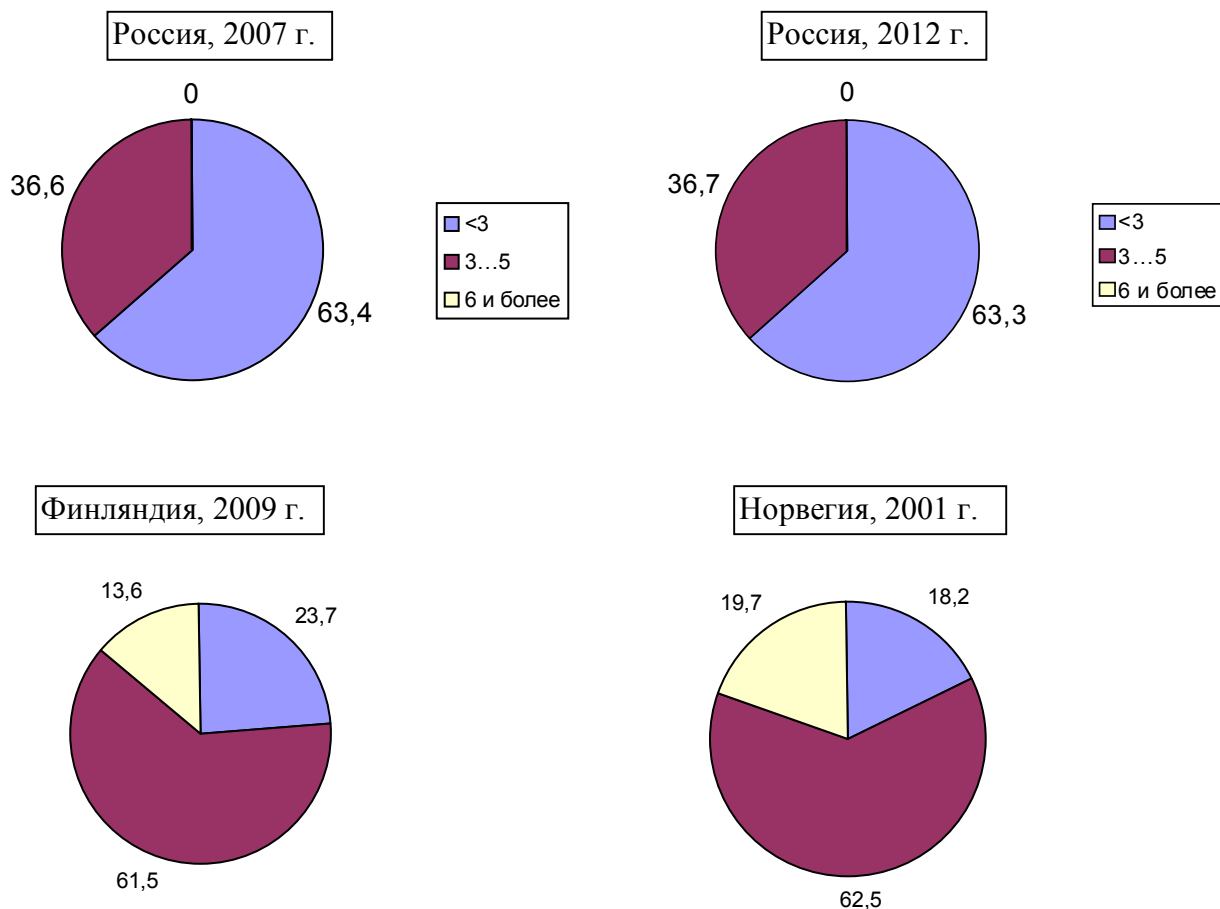 Россия, 2007 г.
0
36,6
63,4
<3
3...5
6 и более
Россия, 2012 г.
0
36,7
63,3
<3
3...5
6 и более
Финляндия, 2009 г.
13,6
23,7
61,5
Норвегия, 2001 г.
19,7
18,2
62,5